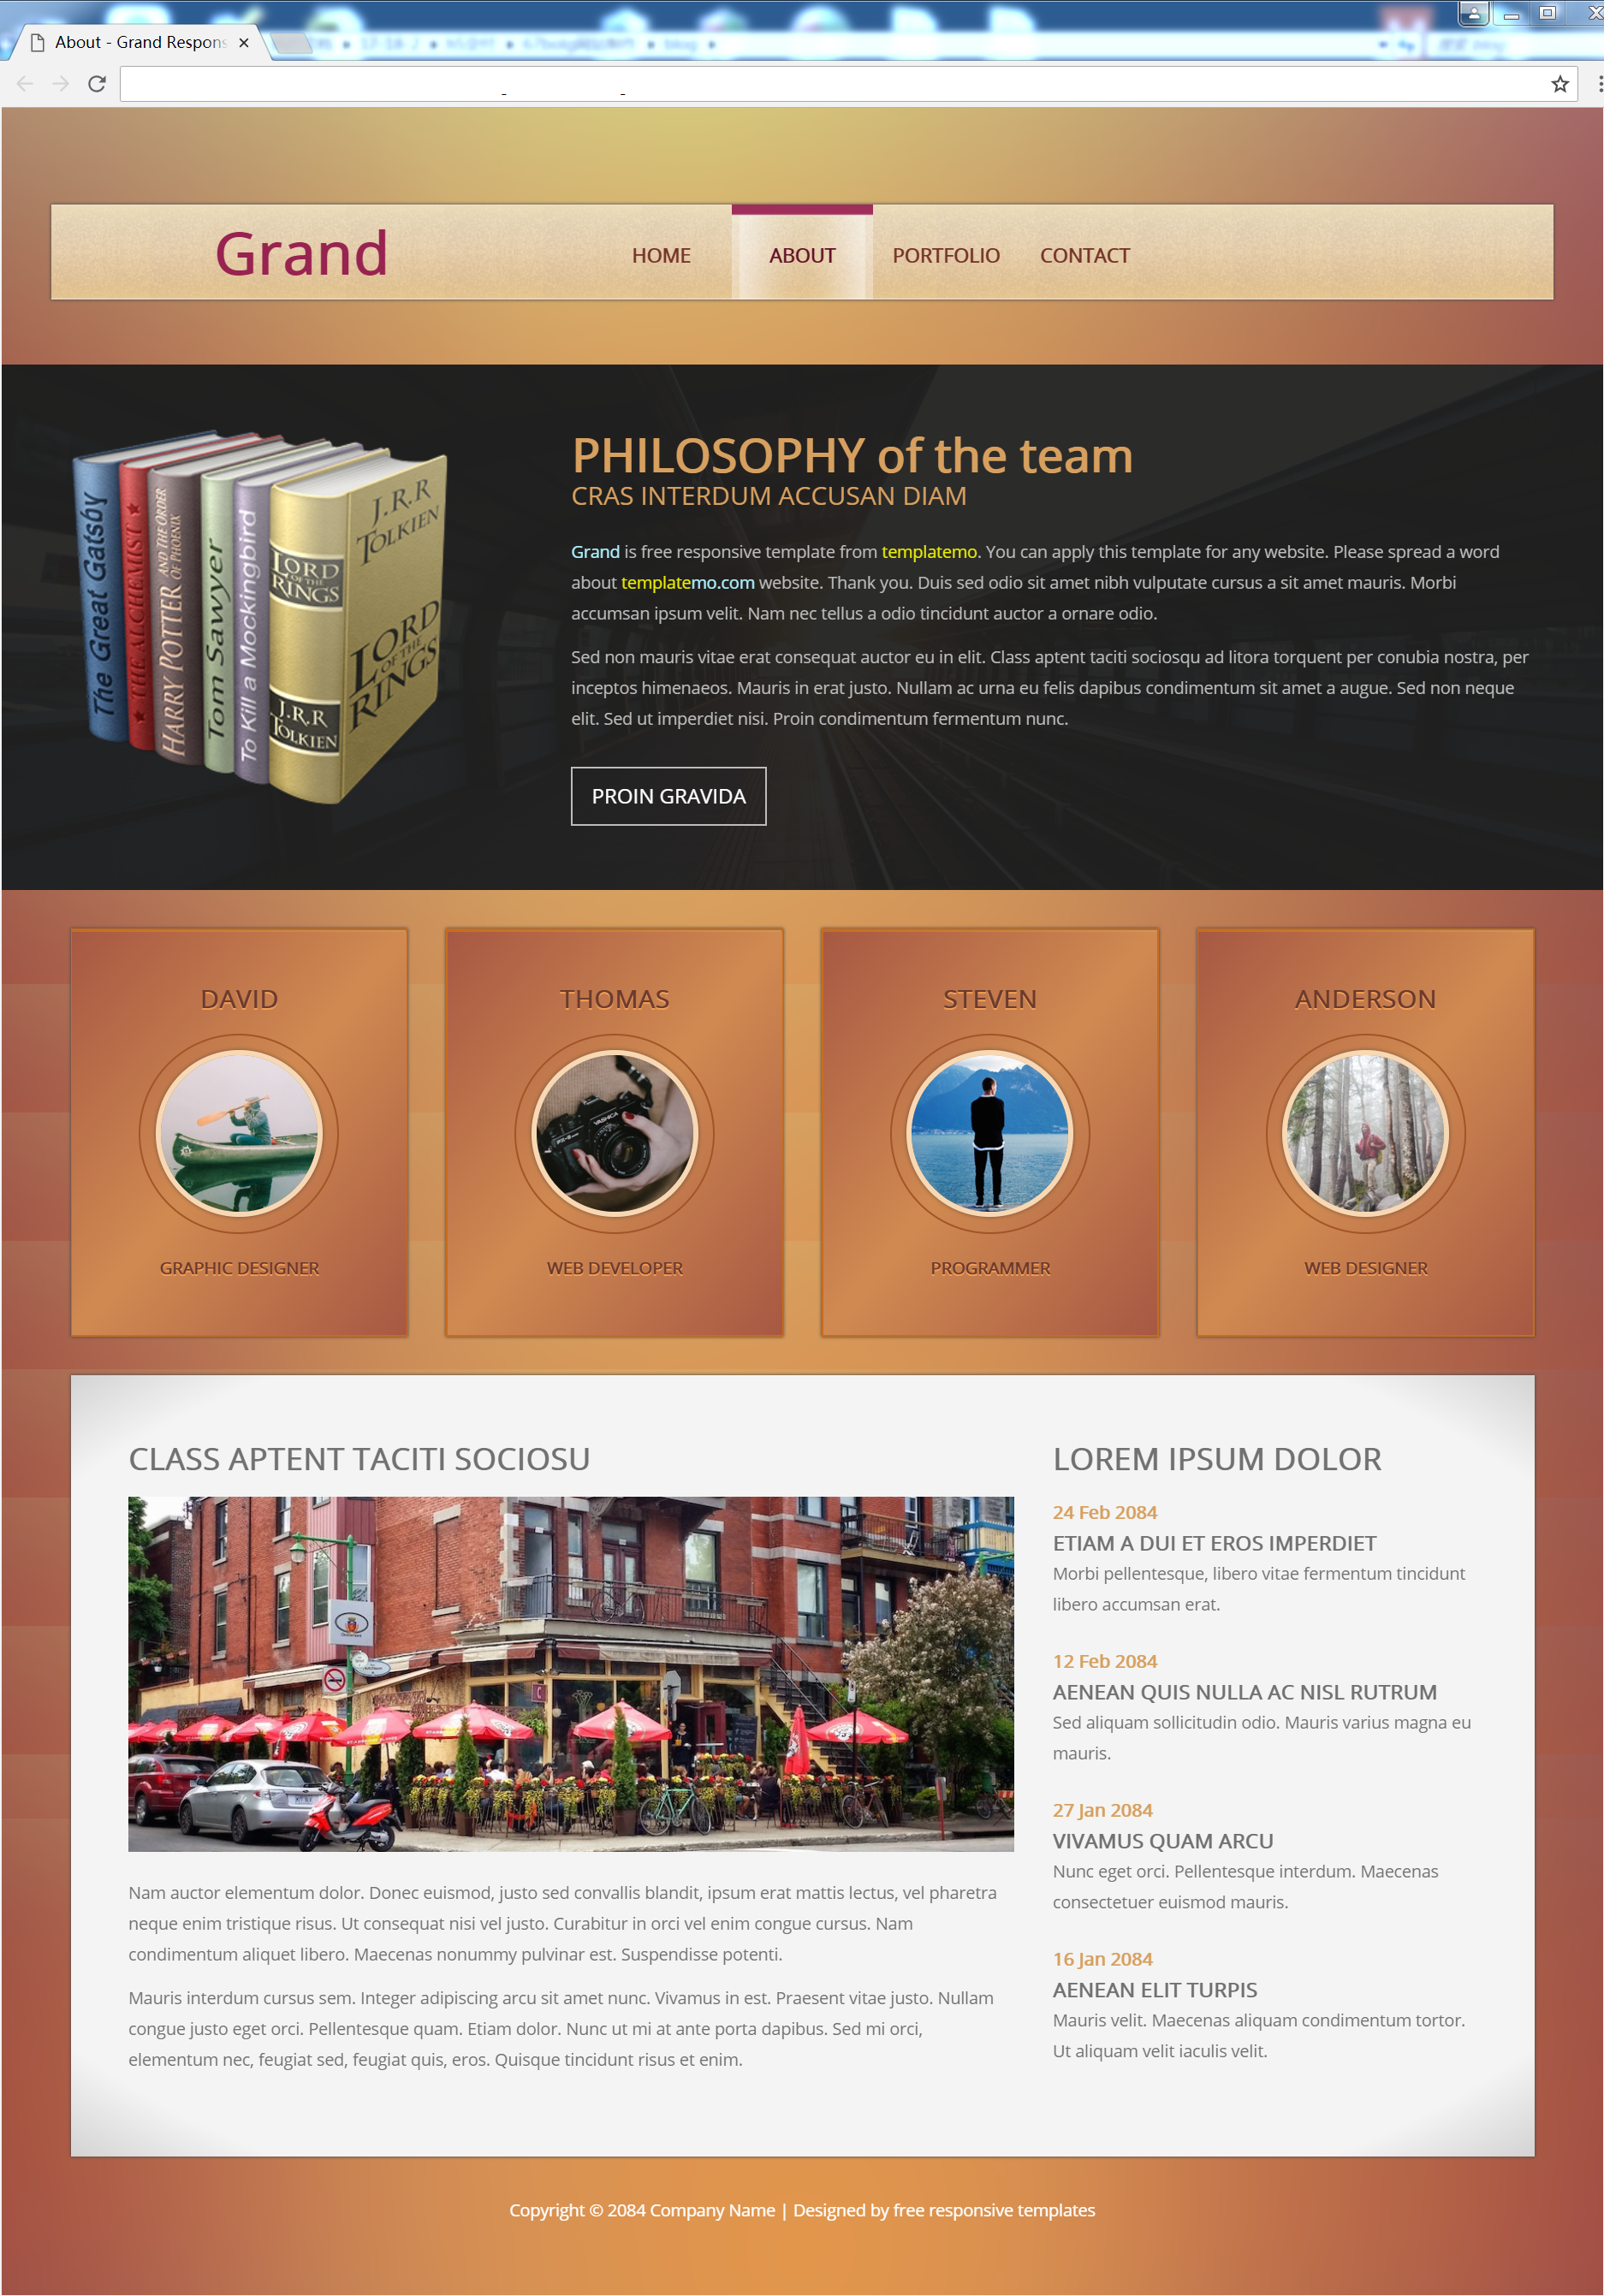 About - Grand Respons
Grand
HOME
ABOUT
PORTFOLIO
CONTACT
The Great Gatsby
THE ALCHEMIST
HARRY POTTER
AND THE ORDER
OF PHOENIX
Tom Sawyer
To Kill a Mockingbird
LORD
OF THE
RINGS
J.R.R
TOLKIEN
J.R.R
TOLKIEN
LORD
OF THE
RINGS
PHILOSOPHY of the team
CRAS INTERDUM ACCUSAN DIAM
Grand is free responsive template from templatemo. You can apply this template for any website. Please spread a word
about templatemo.com website. Thank you. Duis sed odio sit amet nibh vulputate cursus a sit amet mauris. Morbi
accumsan ipsum velit. Nam nec tellus a odio tincidunt auctor a ornare odio.
Sed non mauris vitae erat consequat auctor eu in elit. Class aptent taciti sociosqu ad litora torquent per conubia nostra, per
inceptos himenaeos. Mauris in erat justo. Nullam ac urna eu felis dapibus condimentum sit amet a augue. Sed non neque
elit. Sed ut imperdiet nisi. Proin condimentum fermentum nunc.
PROIN GRAVIDA
DAVID
GRAPHIC DESIGNER
THOMAS
YASHICA
WEB DEVELOPER
STEVEN
PROGRAMMER
ANDERSON
WEB DESIGNER
CLASS APTENT TACITI SOCIOSU
Nam auctor elementum dolor. Donec euismod, justo sed convallis blandit, ipsum erat mattis lectus, vel pharetra
neque enim tristique risus. Ut consequat nisi vel justo. Curabitur in orci vel enim congue cursus. Nam
condimentum aliquet libero. Maecenas nonummy pulvinar est. Suspendisse potenti.
Mauris interdum cursus sem. Integer adipiscing arcu sit amet nunc. Vivamus in est. Praesent vitae justo. Nullam
congue justo eget orci. Pellentesque quam. Etiam dolor. Nunc ut mi at ante porta dapibus. Sed mi orci,
elementum nec, feugiat sed, feugiat quis, eros. Quisque tincidunt risus et enim.
LOREM IPSUM DOLOR
24 Feb 2084
ETIAM A DUI ET EROS IMPERDIET
Morbi pellentesque, libero vitae fermentum tincidunt
libero accumsan erat.
12 Feb 2084
AENEAN QUIS NULLA AC NISL RUTRUM
Sed aliquam sollicitudin odio. Mauris varius magna eu
mauris.
27 Jan 2084
VIVAMUS QUAM ARCU
Nunc eget orci. Pellentesque interdum. Maecenas
consectetuer euismod mauris.
16 Jan 2084
AENEAN ELIT TURPIS
Mauris velit. Maecenas aliquam condimentum tortor.
Ut aliquam velit iaculis velit.
Copyright © 2084 Company Name | Designed by free responsive templates